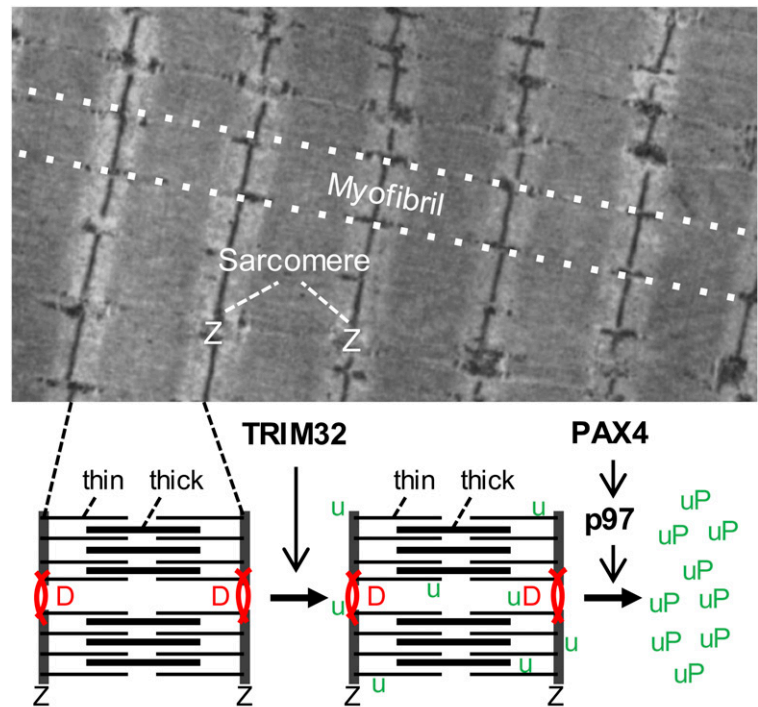 Myofibril
Sarcomere
Z Z
TRIM32 PAX4
thin thick thin thick
u u p97
uP
uP uP
D D u D u uD uP
uP uP
u uP uP
u uP
u
Z Z Z Z